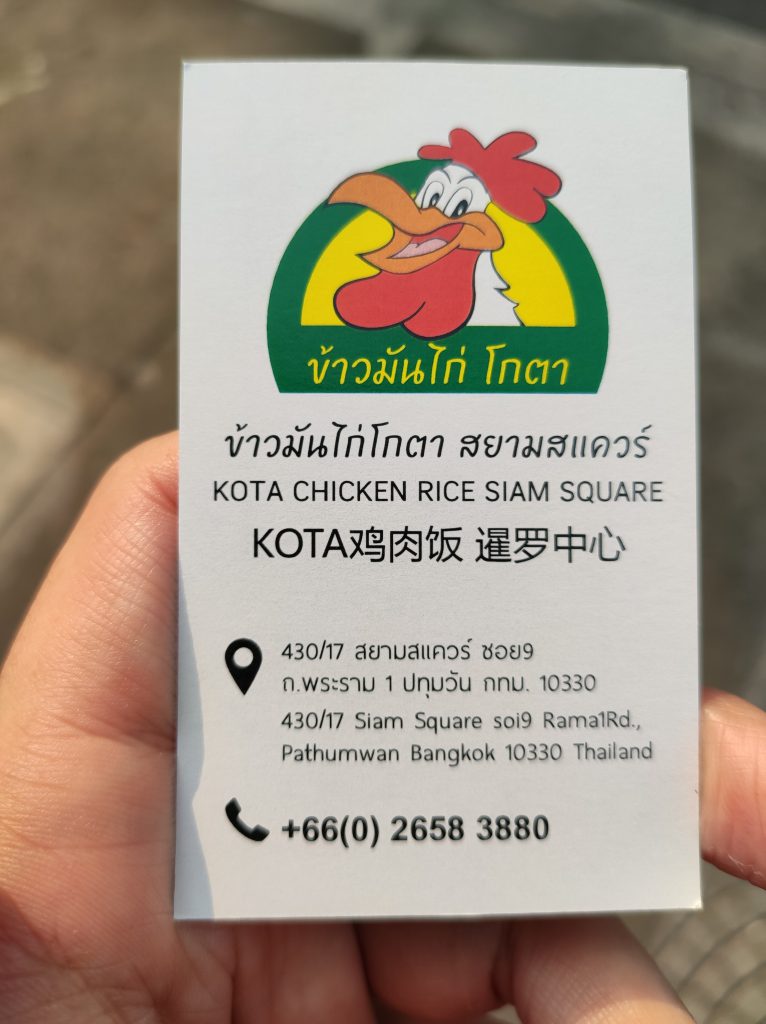 ข้าวมันไก่ โกตา
ข้าวมันไก่โกตา สยามสแควร์
KOTA CHICKEN RICE SIAM SQUARE
KOTA鸡肉饭 暹罗中心
430/17 สยามสแควร์ ซอย9
ถ.พระราม 1 ปทุมวัน กทม. 10330
430/17 Siam Square soi9 Rama1Rd.,
Pathumwan Bangkok 10330 Thailand
+66(0) 2658 3880